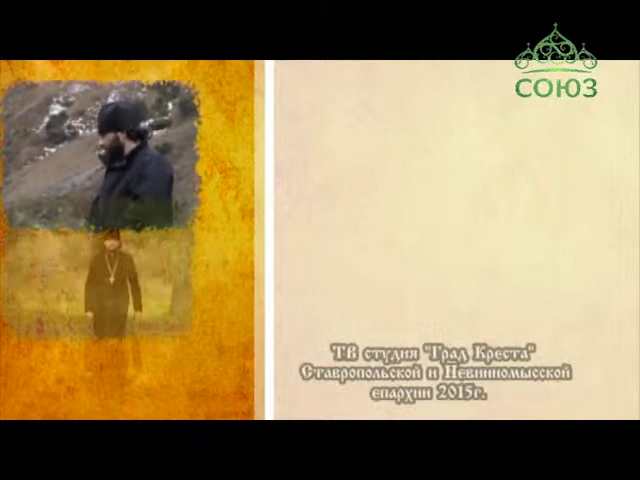 СОЮЗ
ТВ студия "Град Креста"
Ставропольской и Невинномысской
епархии 2015г.